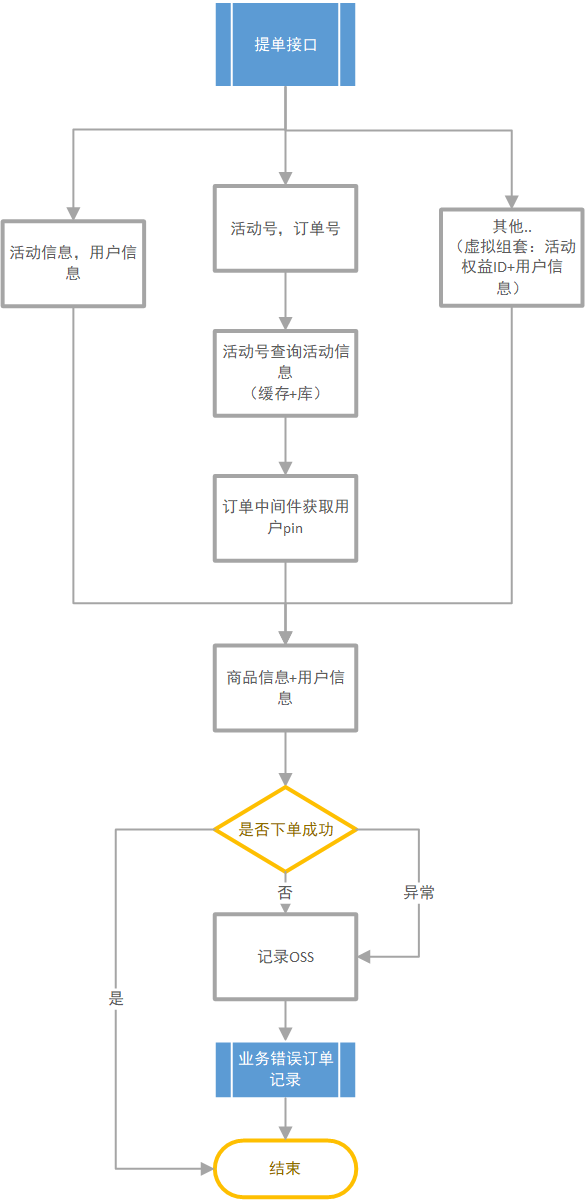 提单接口
活动信息，用户信
息
活动号，订单号
其他..
（虚拟组套：活动
权益ID+用户信
息）
活动号查询活动信
息
（缓存+库）
订单中间件获取用
户pin
商品信息+用户信
息
是否下单成功
否
异常
记录OSS
是
业务错误订单
记录
结束